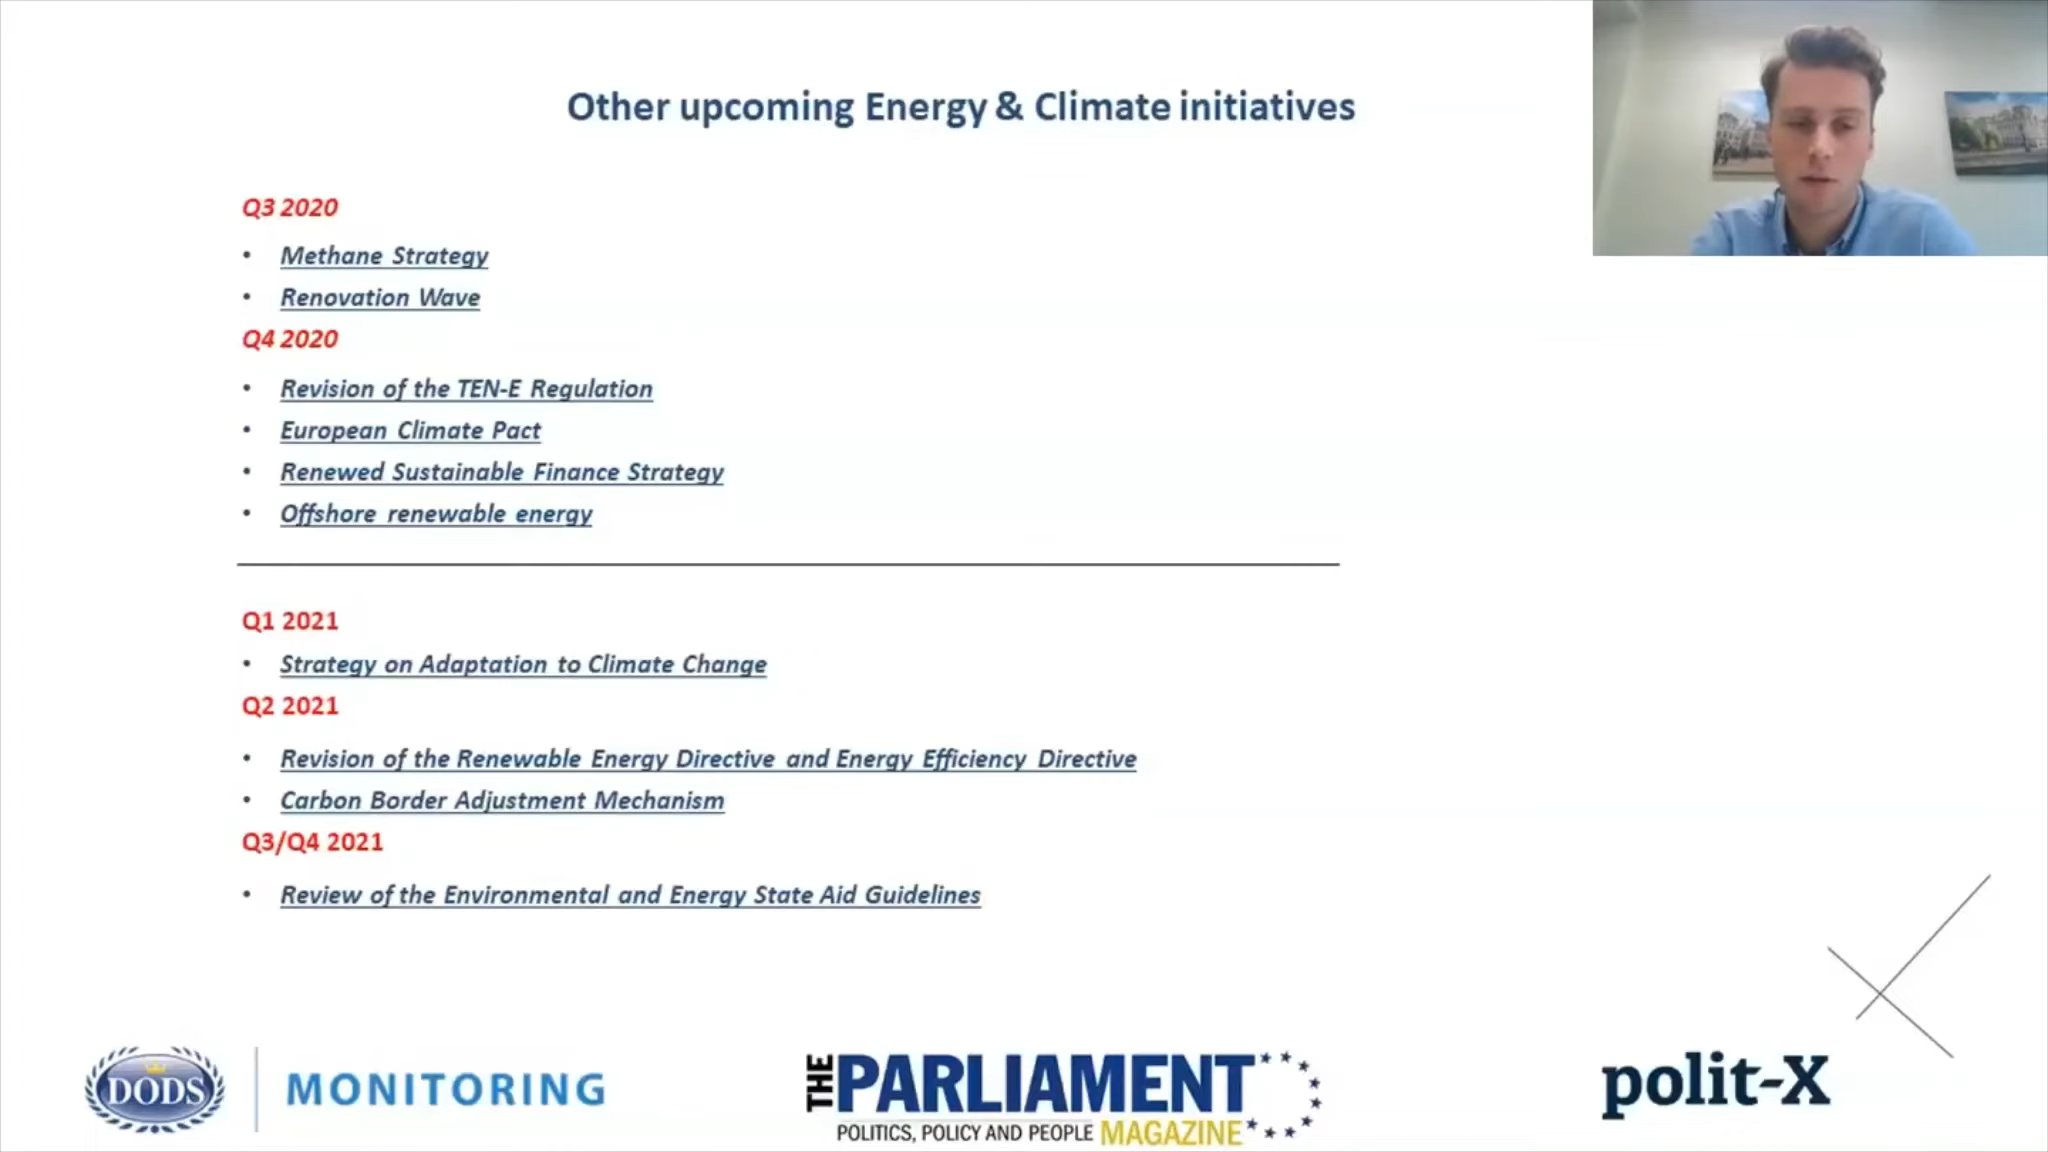 Other upcoming Energy & Climate initiatives
Q3 2020
• Methane Strategy
• Renovation Wave
Q4 2020
• Revision of the TEN-E Regulation
• European Climate Pact
• Renewed Sustainable Finance Strategy
• Offshore renewable energy
Q1 2021
• Strategy on Adaptation to Climate Change
Q2 2021
• Revision of the Renewable Energy Directive and Energy Efficiency Directive
• Carbon Border Adjustment Mechanism
Q3/Q4 2021
• Review of the Environmental and Energy State Aid Guidelines
DODS MONITORING
THE PARLIAMENT
POLITICS, POLICY AND PEOPLE MAGAZINE
polit-X